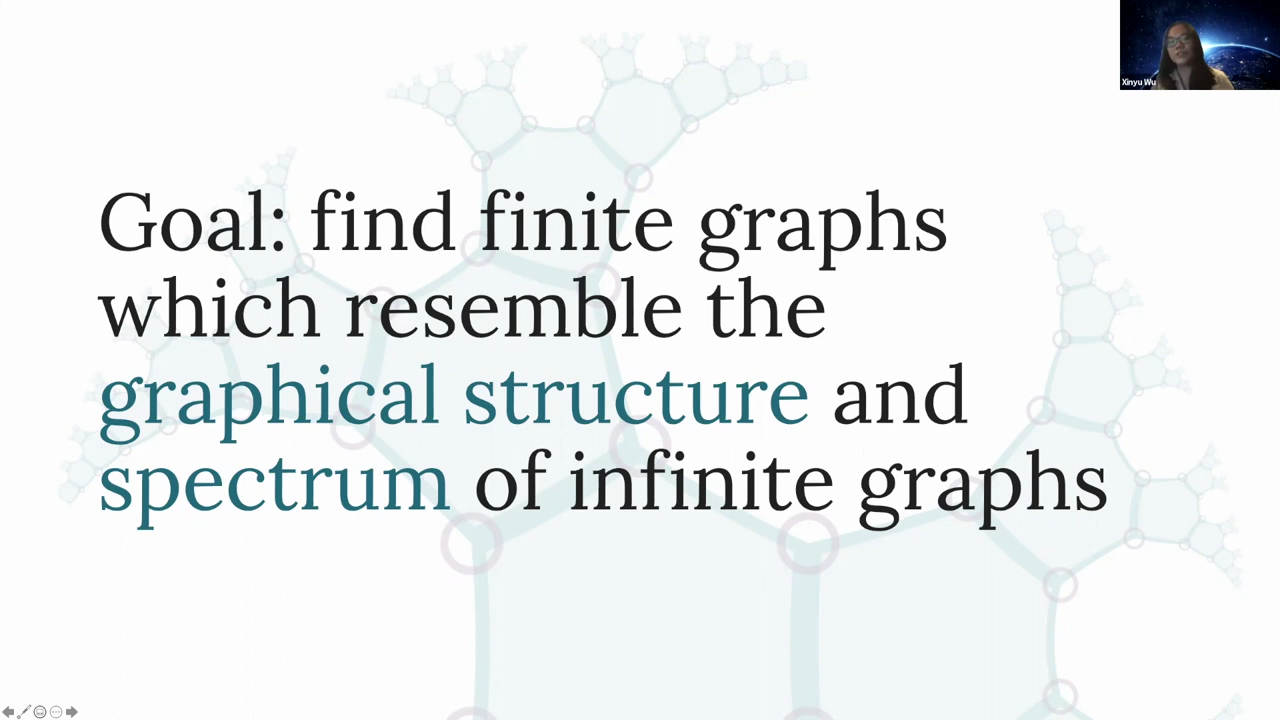 Xinyu Wu
Goal: find finite graphs
which resemble the
graphical structure and
spectrum of infinite graphs